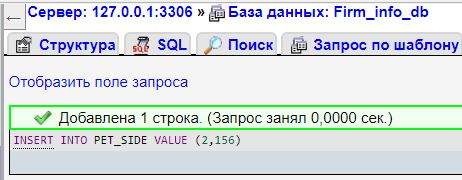 Сервер: 127.0.0.1:3306 » База данных: Firm_info_db
Структура SQL Поиск Запрос по шаблону
Отобразить поле запроса
Добавлена 1 строка. (Запрос занял 0,0000 сек.)
INSERT INTO PET_SIDE VALUE (2,156)